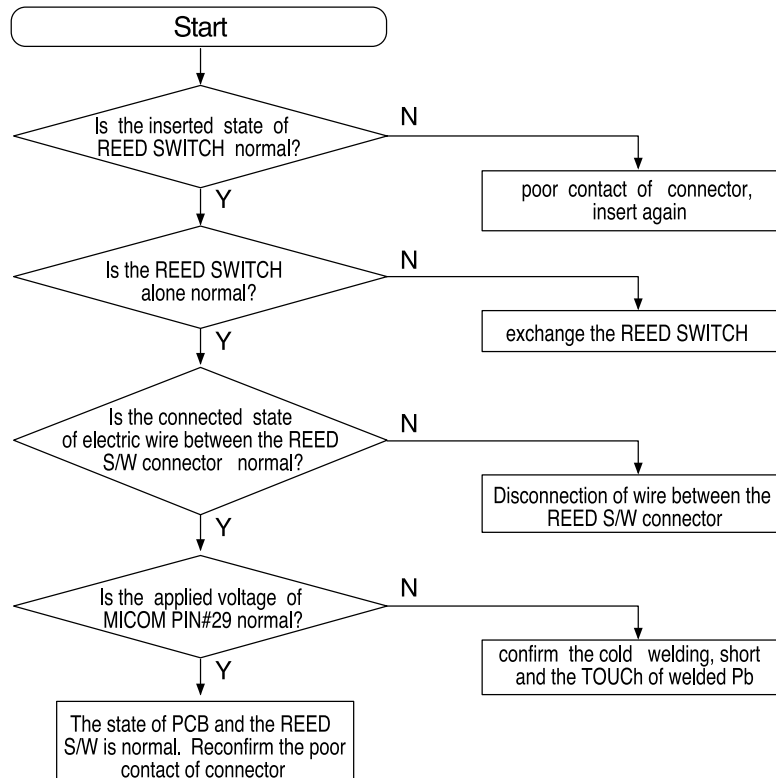 Start
Is the inserted state of
REED SWITCH normal?
N
poor contact of connector,
insert again
Y
Is the REED SWITCH
alone normal?
N
exchange the REED SWITCH
Y
Is the connected state
of electric wire between the REED
S/W connector normal?
N
Disconnection of wire between the
REED S/W connector
Y
Is the applied voltage of
MICOM PIN#29 normal?
N
confirm the cold welding, short
and the TOUCh of welded Pb
Y
The state of PCB and the REED
S/W is normal. Reconfirm the poor
contact of connector